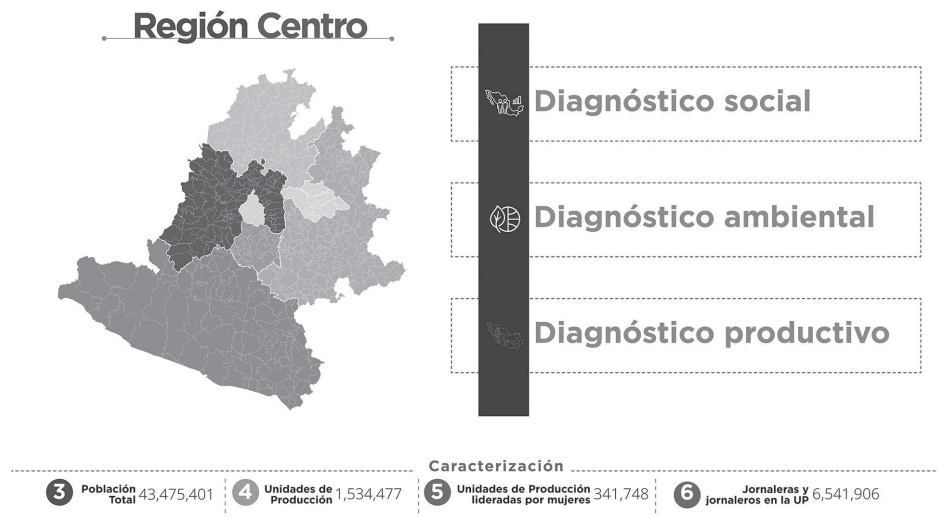 Región Centro
Diagnóstico social
Diagnóstico ambiental
Diagnóstico productivo
Caracterización
3 Población
Total 43,475,401
4 Unidades de
Producción 1,534,477
5 Unidades de Producción
lideradas por mujeres 341,748
6 Jornaleras y
jornaleros en la UP 6,541,906